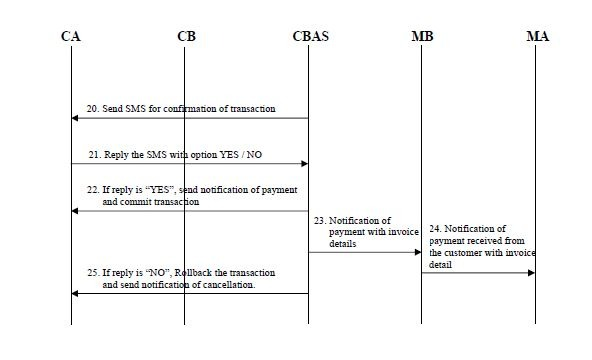 CA CB CBAS MB MA
20. Send SMS for confirmation of transaction
21. Reply the SMS with option YES / NO
22. If reply is “YES”, send notification of payment
and commit transaction
23. Notification of
payment with invoice
details
24. Notification of
payment received from
the customer with invoice
detail
25. If reply is “NO”, Rollback the transaction
and send notification of cancellation.